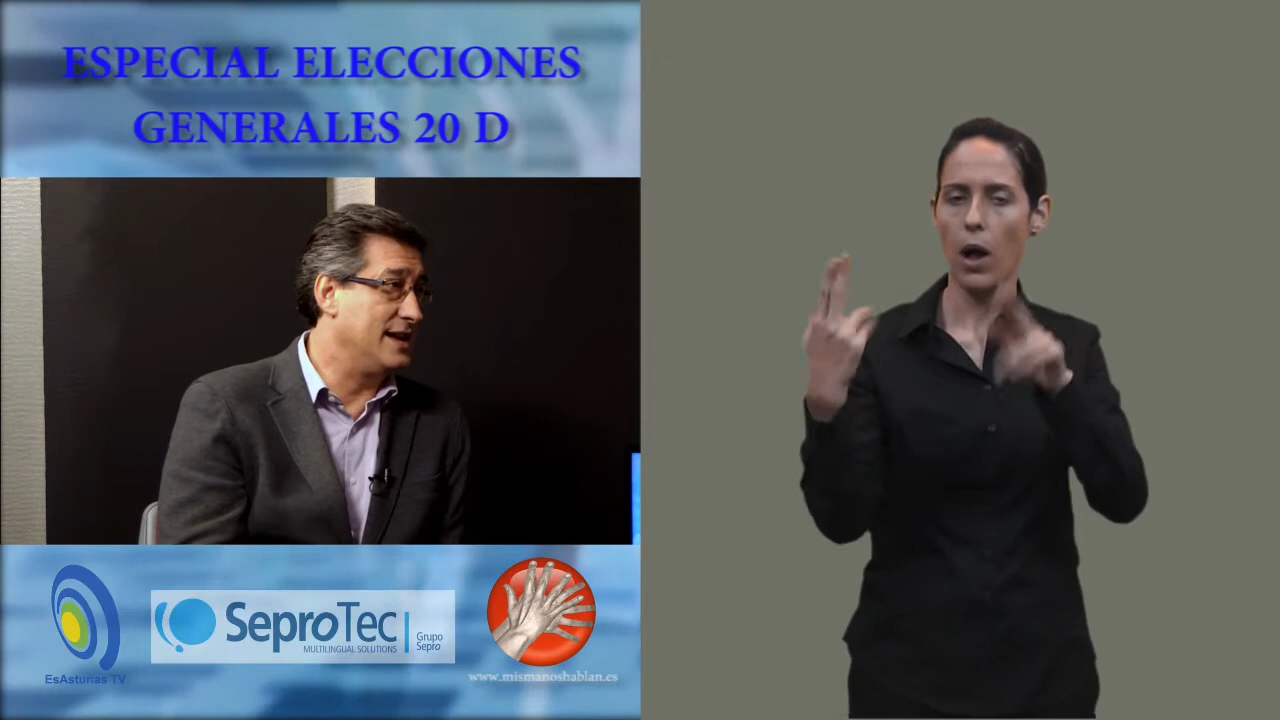 ESPECIAL ELECCIONES
GENERALES 20 D
EsAsturias TV
SeproTec
MULTILINGUAL SOLUTIONS
Grupo
Sepro
www.mismanoshablan.es